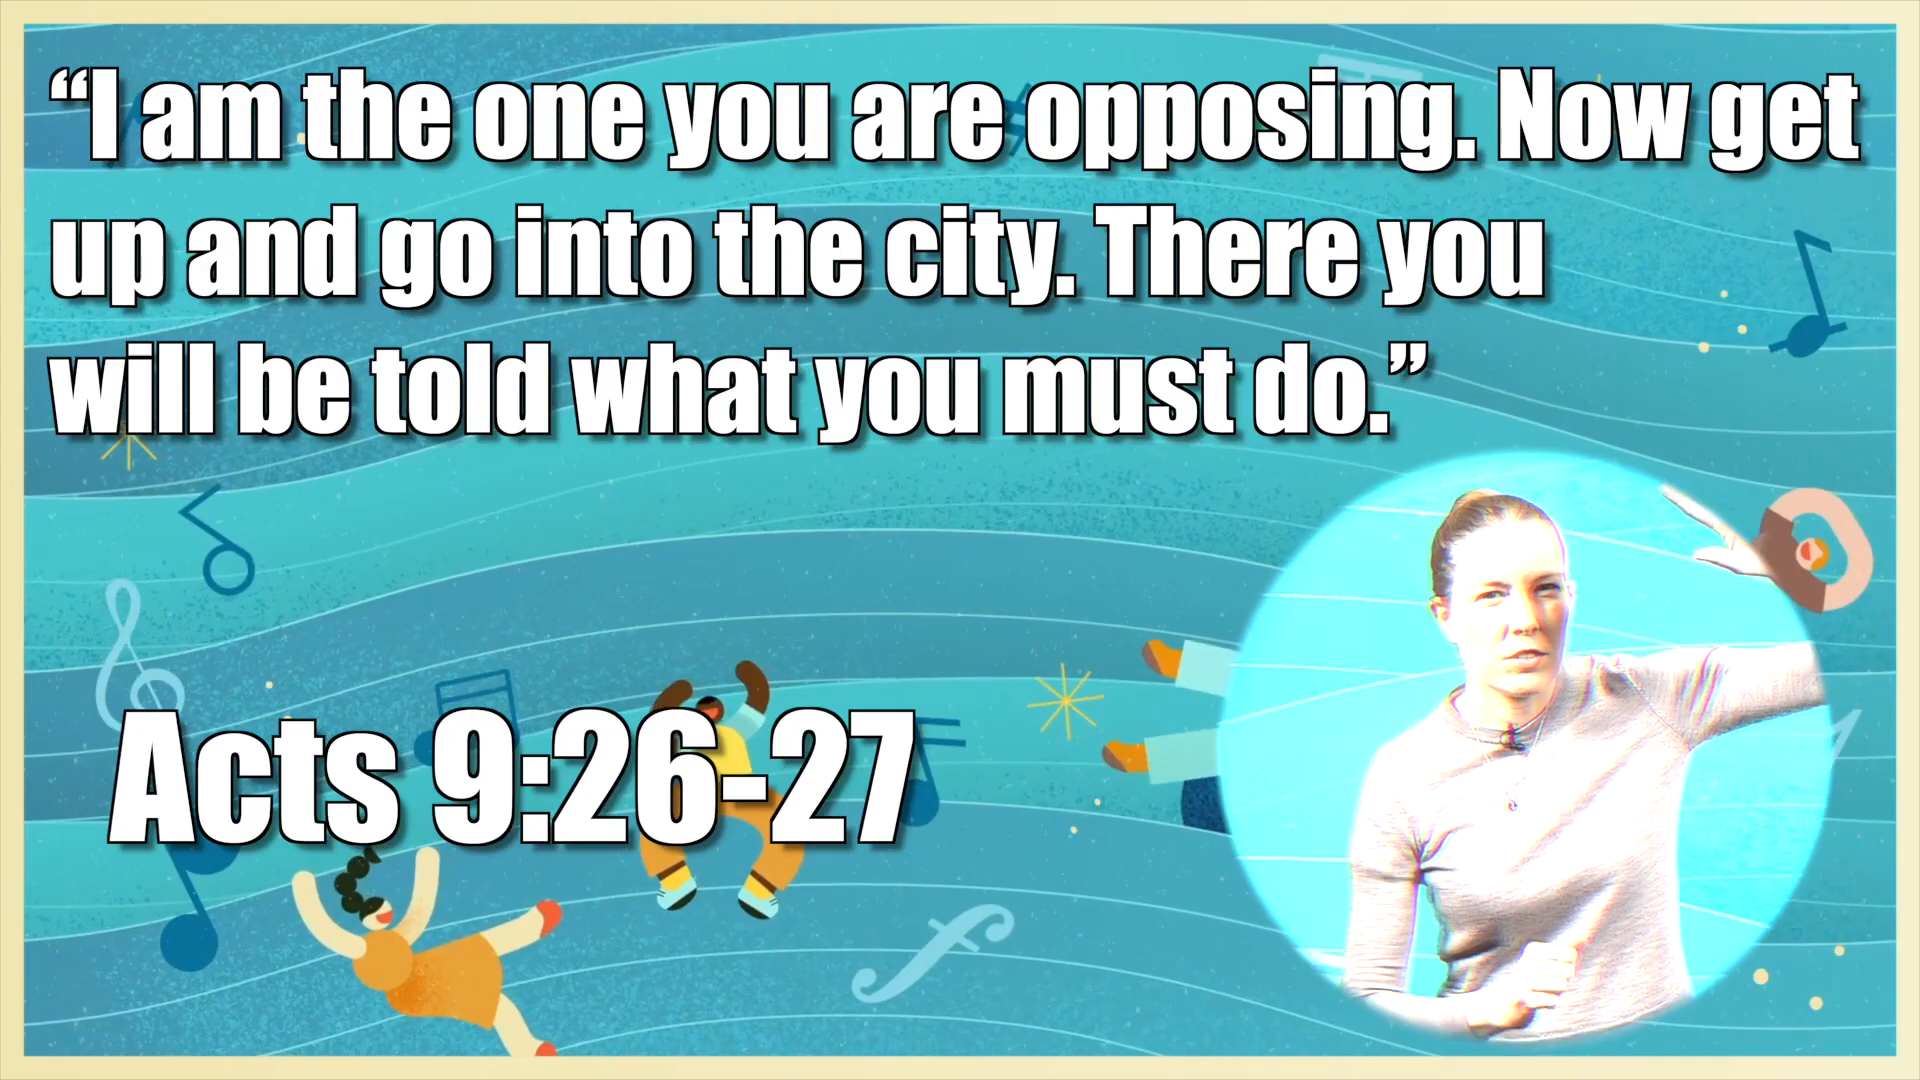 “I am the one you are opposing. Now get
up and go into the city. There you
will be told what you must do.”
Acts 9:26-27